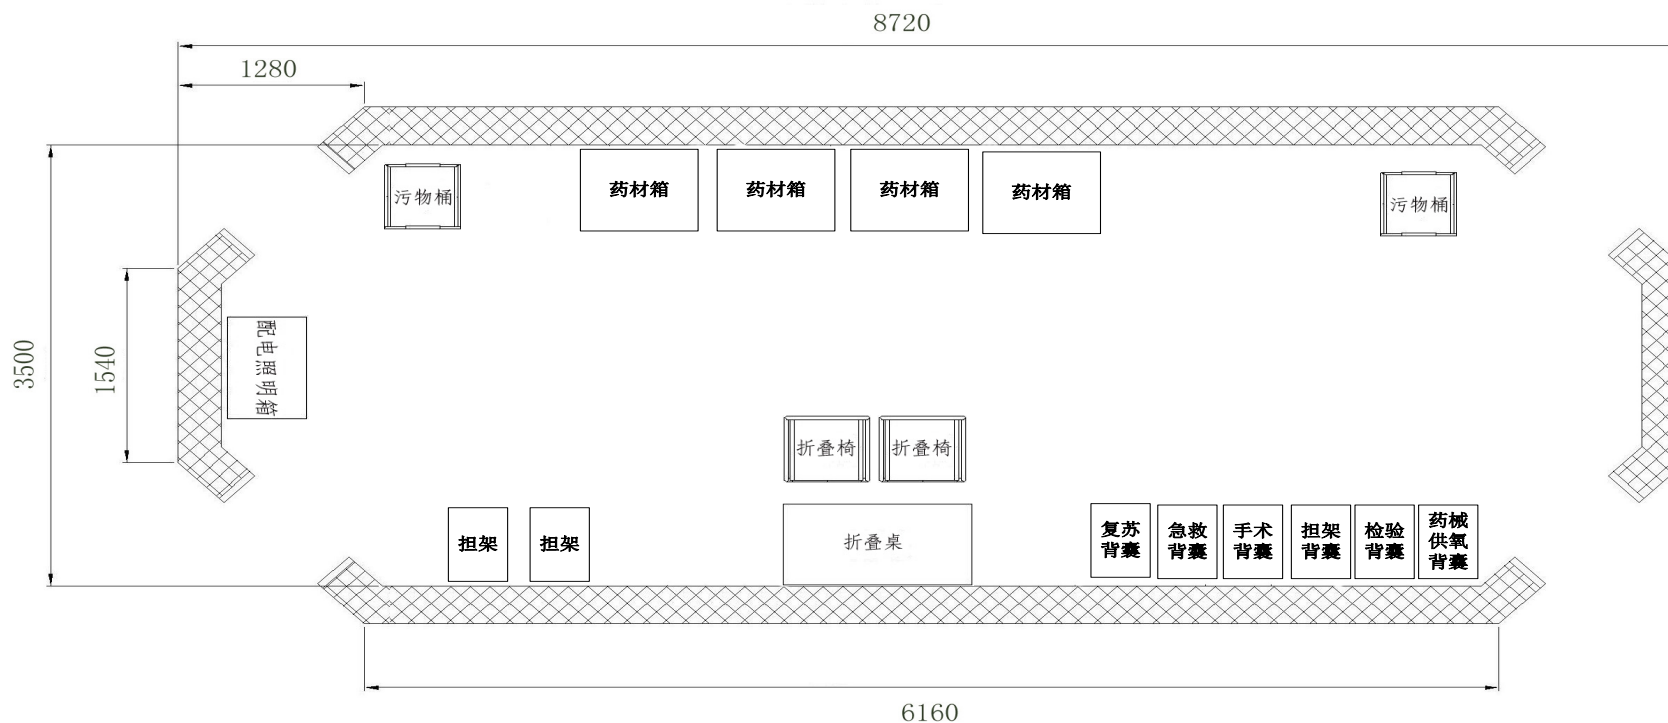 8720
1280
药材箱
药材箱
药材箱
药材箱
污物桶
污物桶
3500
1540
配电照明箱
折叠椅
折叠椅
担架
担架
折叠桌
复苏
背囊
急救
背囊
手术
背囊
担架
背囊
检验
背囊
药械
供氧
背囊
6160